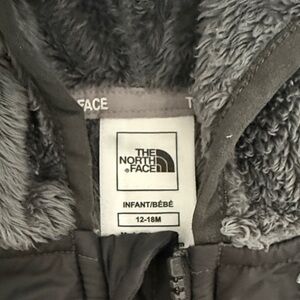 FACE
T
THE
NORTH
FACE
INFANT/BÉBÉ
12-18M